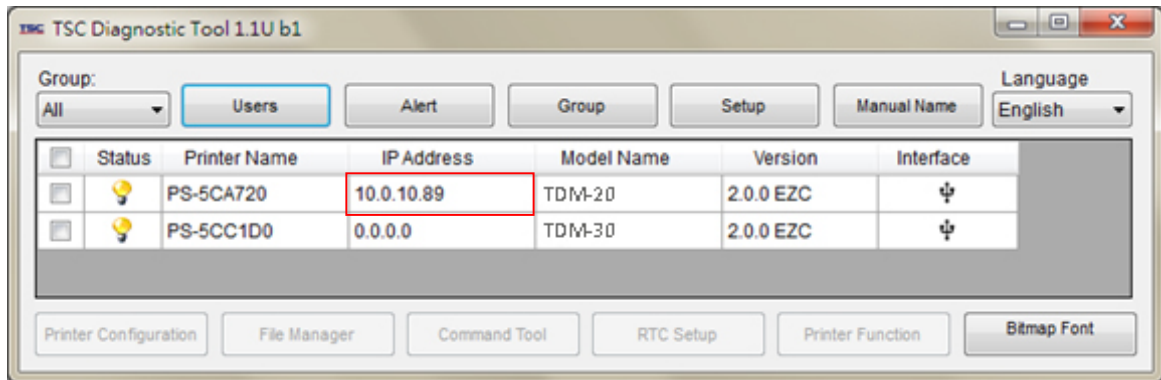 TSC TSC Diagnostic Tool 1.1U b1
Group: Language
All Users Alert Group Setup Manual Name English
Status Printer Name IP Address Model Name Version Interface
PS-5CA720 10.0.10.89 TDM-20 2.0.0 EZC
PS-5CC1D0 0.0.0.0 TDM-30 2.0.0 EZC
Printer Configuration File Manager Command Tool RTC Setup Printer Function Bitmap Font